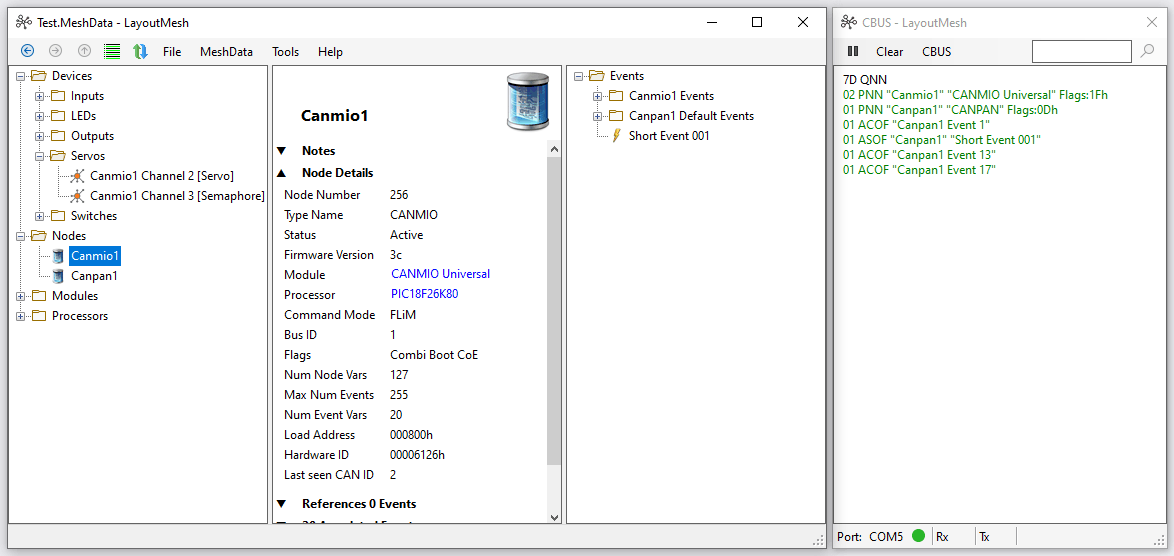 Test.MeshData - LayoutMesh
File MeshData Tools Help
Devices
Inputs
LEDs
Outputs
Servos
Canmio1 Channel 2 [Servo]
Canmio1 Channel 3 [Semaphore]
Switches
Nodes
Canmio1
Canpan1
Modules
Processors
Canmio1
Notes
Node Details
Node Number 256
Type Name CANMIO
Status Active
Firmware Version 3c
Module CANMIO Universal
Processor PIC18F26K80
Command Mode FLiM
Bus ID 1
Flags Combi Boot CoE
Num Node Vars 127
Max Num Events 255
Num Event Vars 20
Load Address 000800h
Hardware ID 00006126h
Last seen CAN ID 2
References 0 Events
Events
Canmio1 Events
Canpan1 Default Events
Short Event 001
CBUS - LayoutMesh
Clear CBUS
7D QNN
02 PNN "Canmio1" "CANMIO Universal" Flags:1Fh
01 PNN "Canpan1" "CANPAN" Flags:0Dh
01 ACOF "Canpan1 Event 1"
01 ASOF "Canpan1" "Short Event 001"
01 ACOF "Canpan1 Event 13"
01 ACOF "Canpan1 Event 17"
Port: COM5 Rx Tx